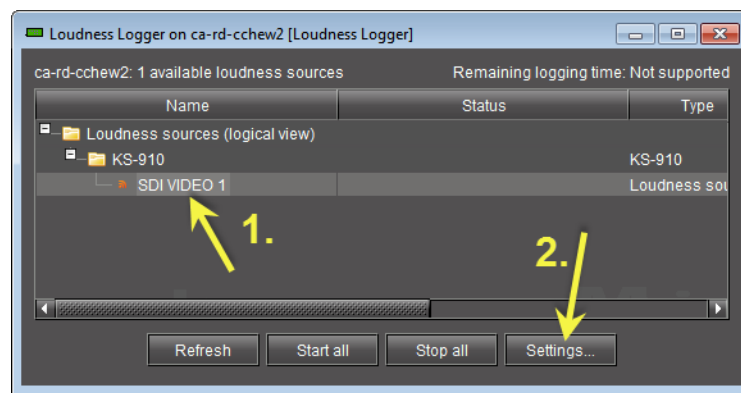 Loudness Logger on ca-rd-cchew2 [Loudness Logger]
ca-rd-cchew2: 1 available loudness sources Remaining logging time: Not supported
Name Status Type
Loudness sources (logical view)
KS-910 KS-910
SDI VIDEO 1 Loudness sou
1.
2.
Refresh Start all Stop all Settings...